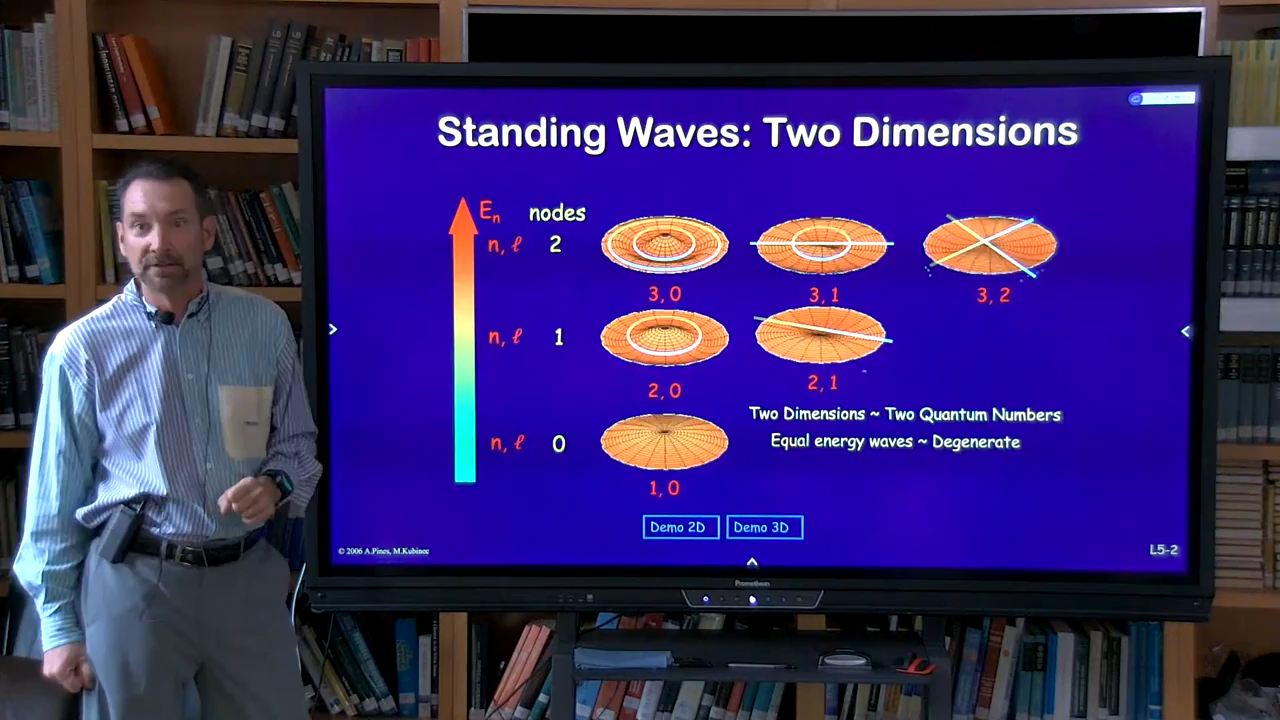 Standing Waves: Two Dimensions
Eₙ nodes
n, ℓ 2
3, 0 3, 1 3, 2
n, ℓ 1
2, 0 2, 1
Two Dimensions ~ Two Quantum Numbers
Equal energy waves ~ Degenerate
n, ℓ 0
1, 0
Demo 2D Demo 3D
© 2006 A.Pines, M.Kubinec
L5-2
Promethean